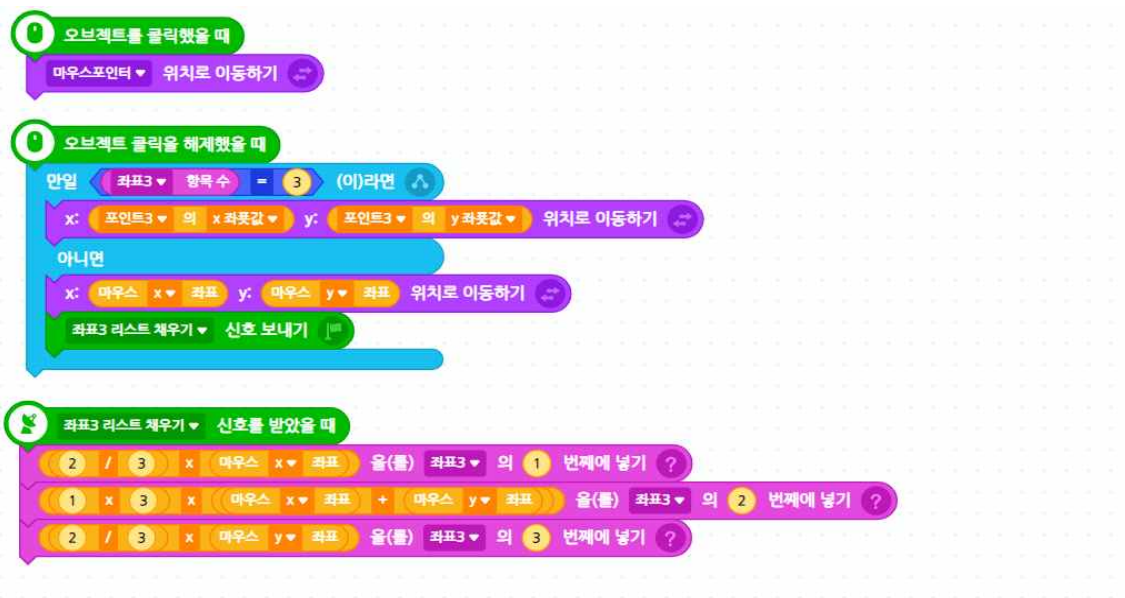 오브젝트를 클릭했을 때
마우스포인터 ▼ 위치로 이동하기
오브젝트 클릭을 해제했을 때
만일 좌표3 ▼ 항목 수 = 3 (이)라면
x: 포인트3 ▼ 의 x 좌푯값 ▼ y: 포인트3 ▼ 의 y 좌푯값 ▼ 위치로 이동하기
아니면
x: 마우스 x ▼ 좌표 y: 마우스 y ▼ 좌표 위치로 이동하기
좌표3 리스트 채우기 ▼ 신호 보내기
좌표3 리스트 채우기 ▼ 신호를 받았을 때
2 / 3 x 마우스 x ▼ 좌표 을(를) 좌표3 ▼ 의 1 번째에 넣기 ?
1 x 3 x 마우스 x ▼ 좌표 + 마우스 y ▼ 좌표 을(를) 좌표3 ▼ 의 2 번째에 넣기 ?
2 / 3 x 마우스 y ▼ 좌표 을(를) 좌표3 ▼ 의 3 번째에 넣기 ?